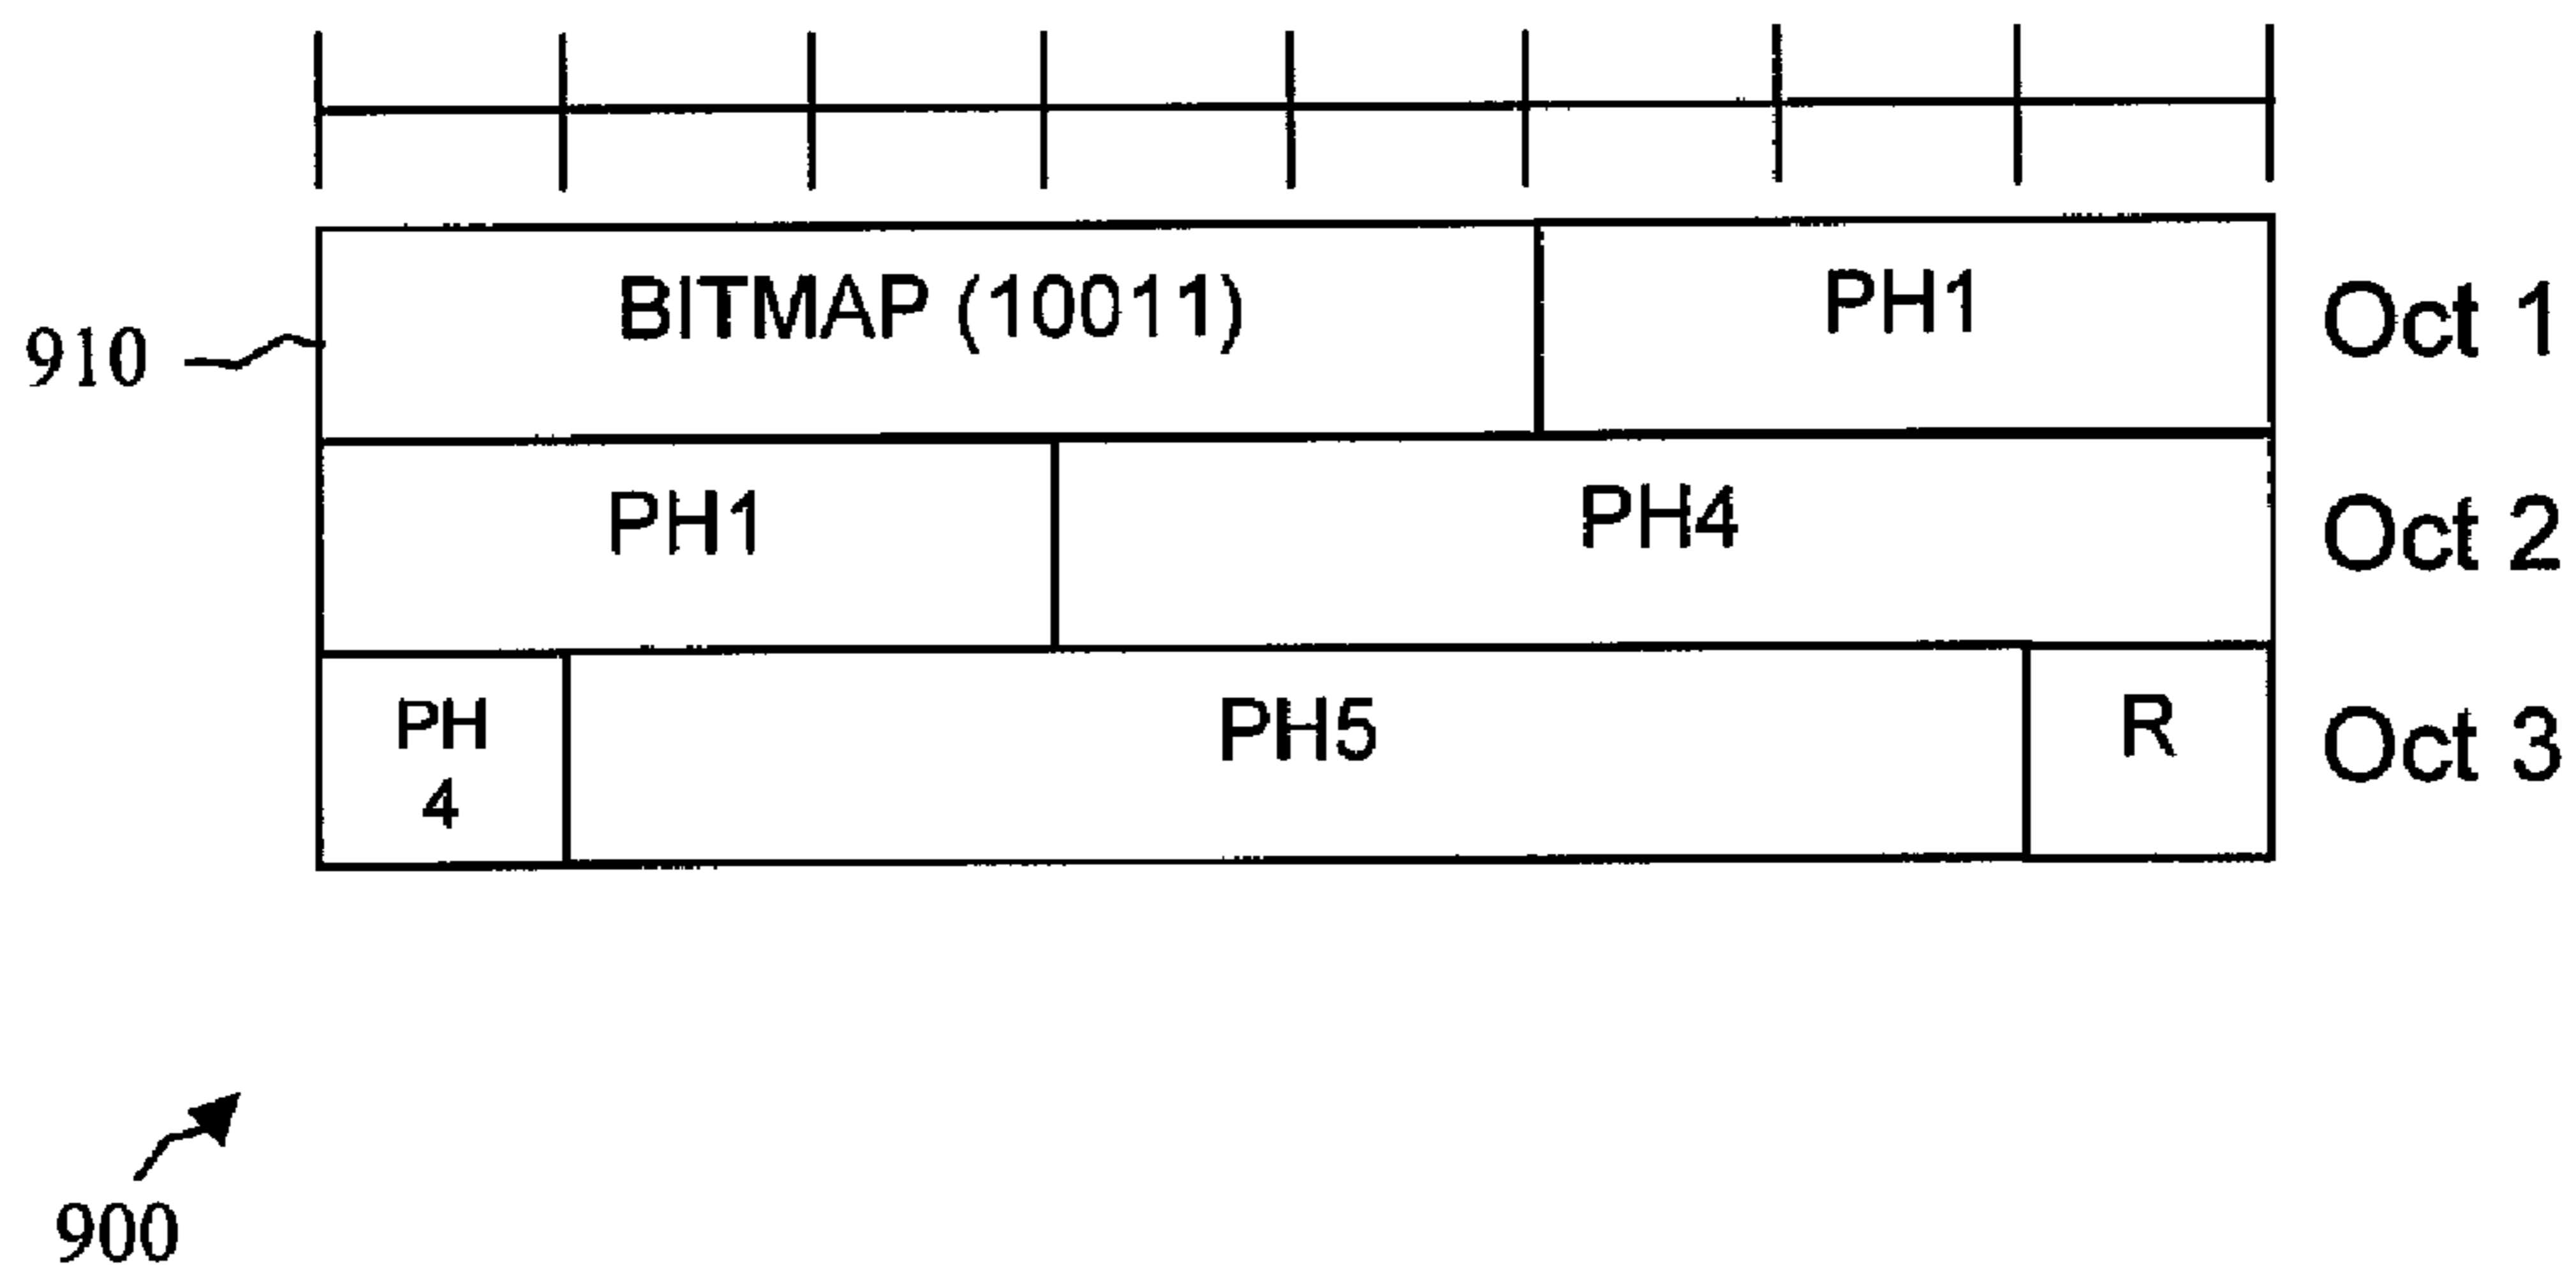 BITMAP (10011) PH1 Oct 1
910
PH1 PH4 Oct 2
PH
4
PH5 R Oct 3
900